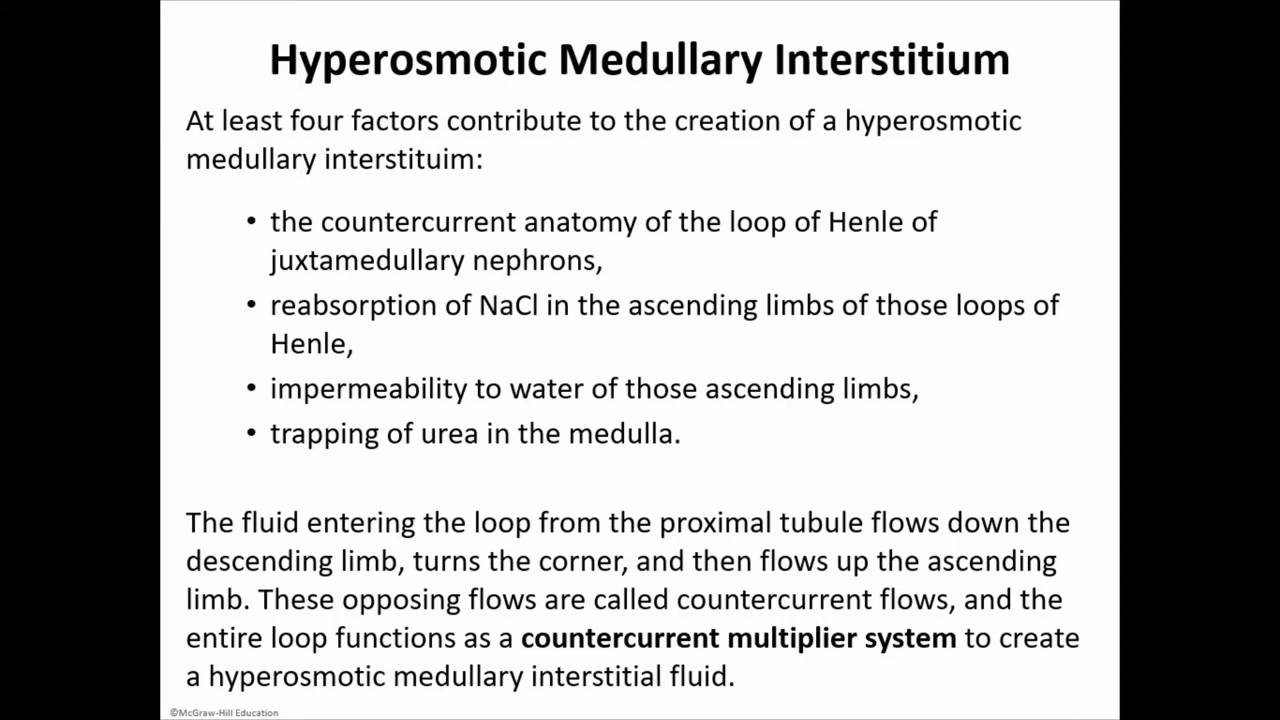 Hyperosmotic Medullary Interstitium
At least four factors contribute to the creation of a hyperosmotic
medullary interstituim:
• the countercurrent anatomy of the loop of Henle of
juxtamedullary nephrons,
• reabsorption of NaCl in the ascending limbs of those loops of
Henle,
• impermeability to water of those ascending limbs,
• trapping of urea in the medulla.
The fluid entering the loop from the proximal tubule flows down the
descending limb, turns the corner, and then flows up the ascending
limb. These opposing flows are called countercurrent flows, and the
entire loop functions as a countercurrent multiplier system to create
a hyperosmotic medullary interstitial fluid.
©McGraw-Hill Education